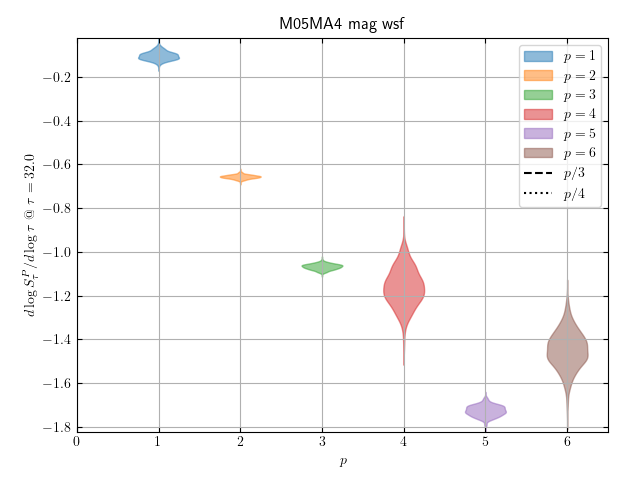 M05MA4 mag wsf
d log S_τ^P / d log τ @ τ = 32.0
−0.2
−0.4
−0.6
−0.8
−1.0
−1.2
−1.4
−1.6
−1.8
0 1 2 3 4 5 6
p
p = 1
p = 2
p = 3
p = 4
p = 5
p = 6
p/3
p/4